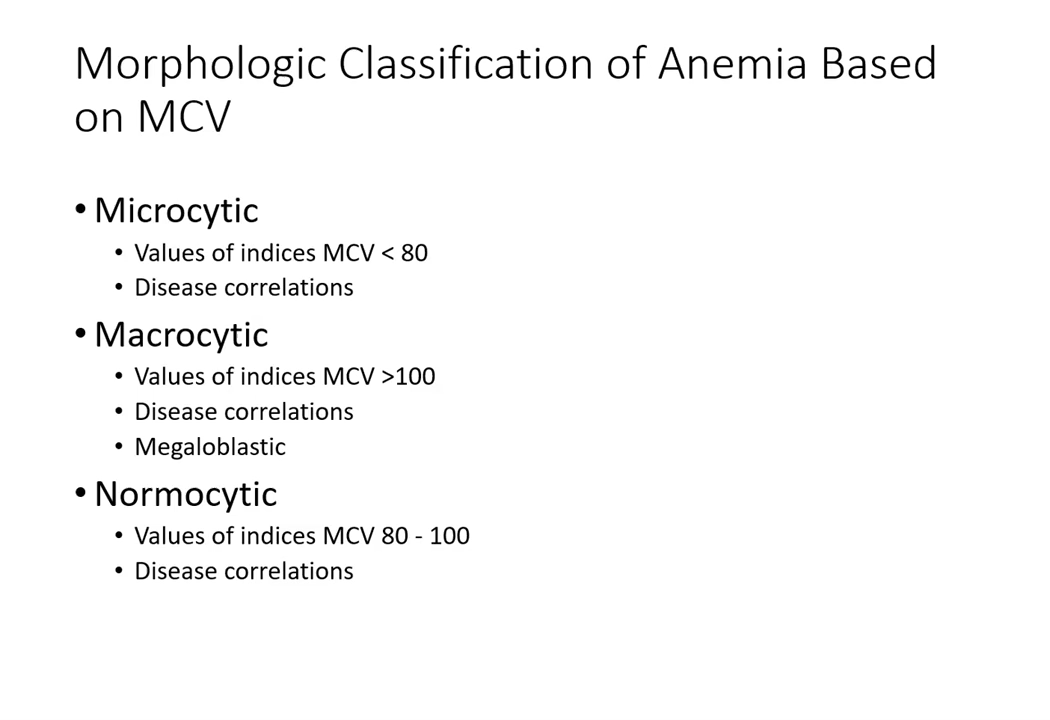 Morphologic Classification of Anemia Based
on MCV
• Microcytic
• Values of indices MCV < 80
• Disease correlations
• Macrocytic
• Values of indices MCV >100
• Disease correlations
• Megaloblastic
• Normocytic
• Values of indices MCV 80 - 100
• Disease correlations